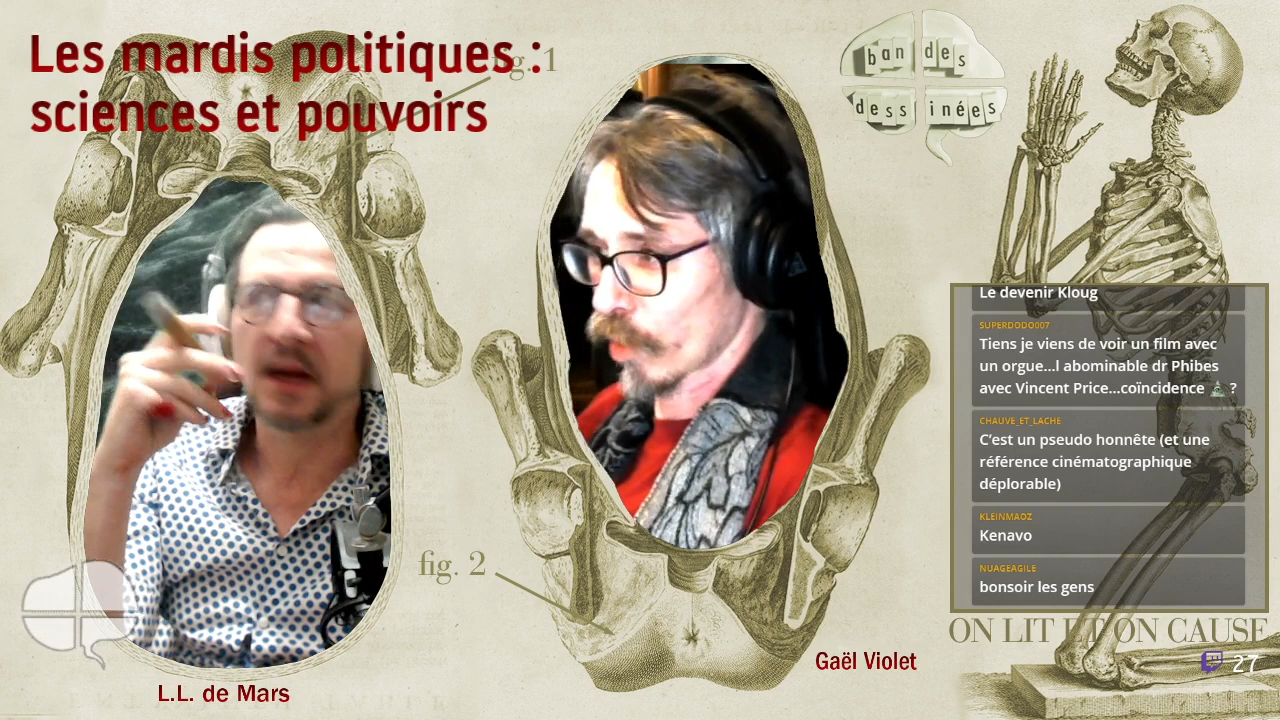 Les mardis politiques :
sciences et pouvoirs
fig. 1
ban des
dessinées
Le devenir Kloug
SUPERDODO007
Tiens je viens de voir un film avec
un orgue...l abominable dr Phibes
avec Vincent Price...coïncidence ?
CHAUVE_ET_LACHE
C'est un pseudo honnête (et une
référence cinématographique
déplorable)
KLEINMAOZ
Kenavo
NUAGEAGILE
bonsoir les gens
fig. 2
ON LIT ET ON CAUSE
27
Gaël Violet
L.L. de Mars